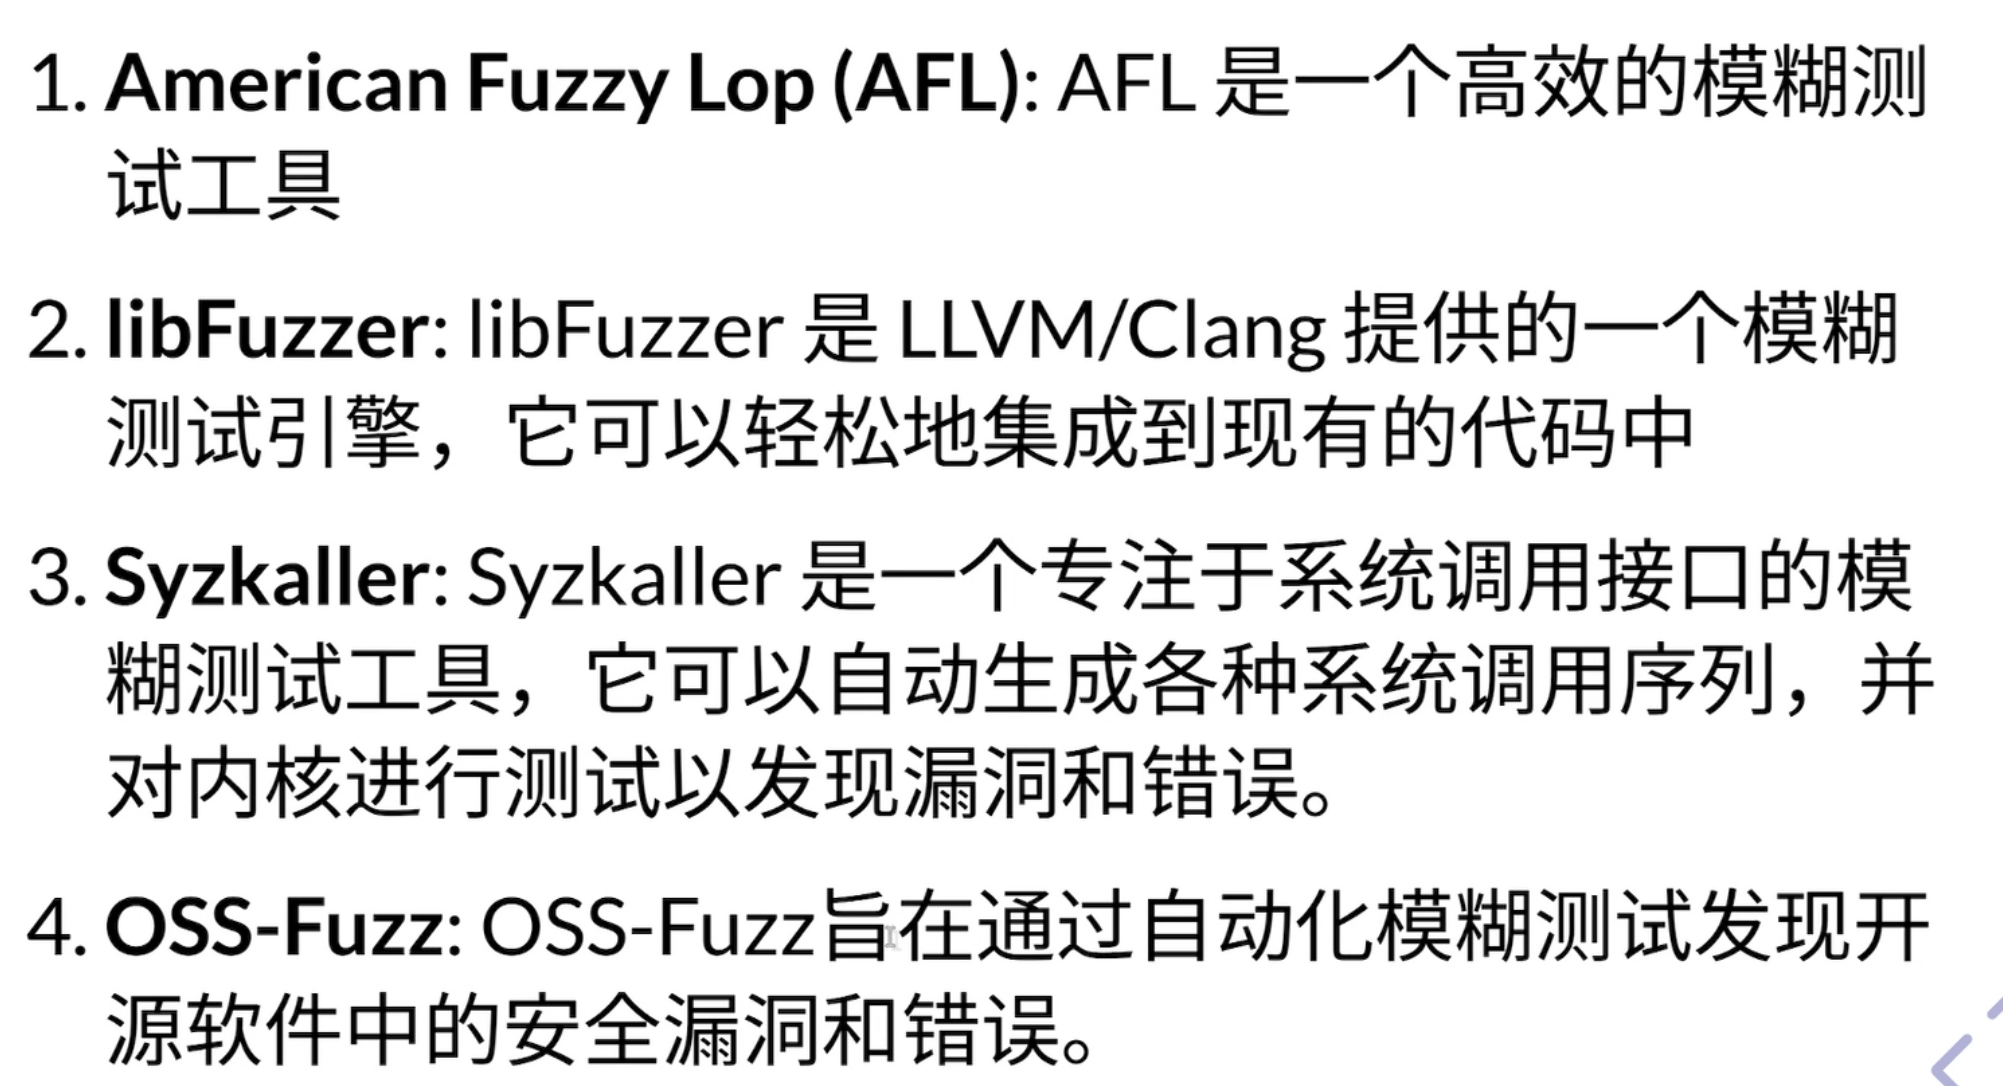 1. American Fuzzy Lop (AFL): AFL 是一个高效的模糊测
试工具
2. libFuzzer: libFuzzer 是 LLVM/Clang 提供的一个模糊
测试引擎，它可以轻松地集成到现有的代码中
3. Syzkaller: Syzkaller 是一个专注于系统调用接口的模
糊测试工具，它可以自动生成各种系统调用序列，并
对内核进行测试以发现漏洞和错误。
4. OSS-Fuzz: OSS-Fuzz旨在通过自动化模糊测试发现开
源软件中的安全漏洞和错误。